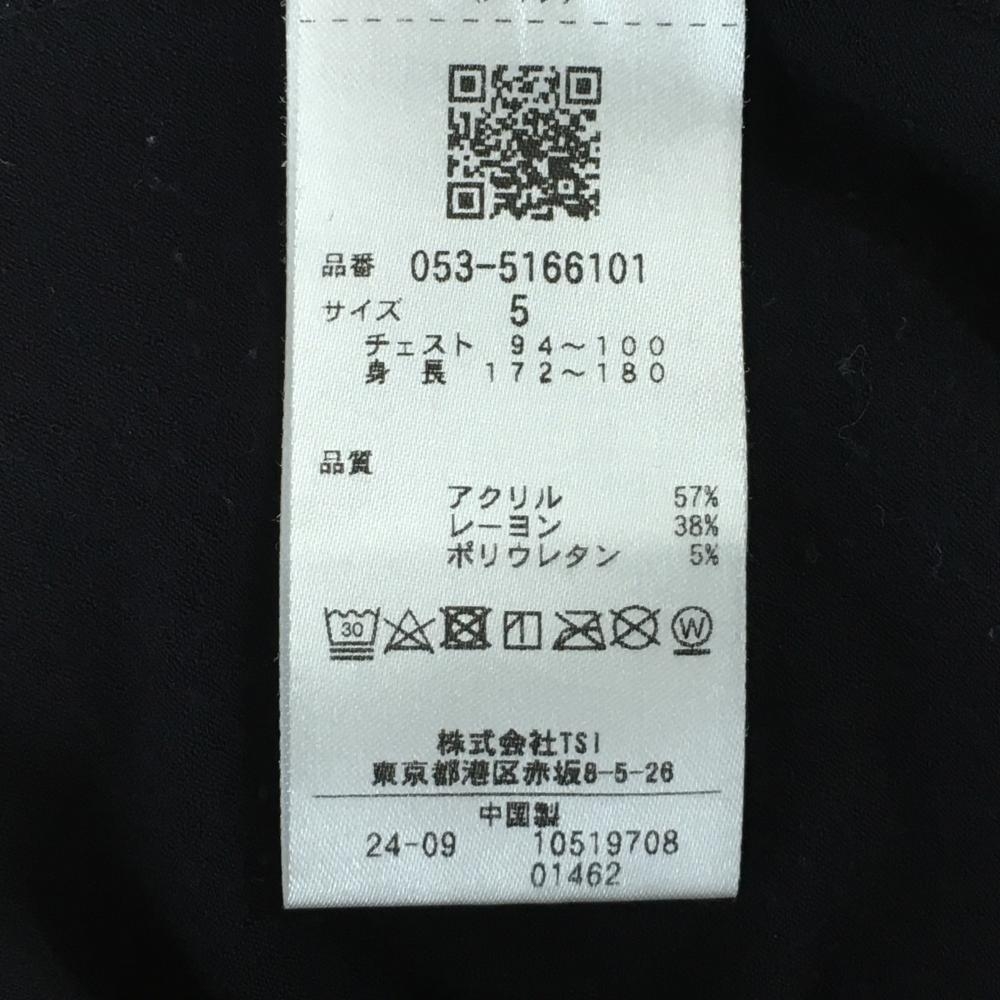 品番 053-5166101
サイズ 5
チェスト 94~100
身長 172~180
品質
アクリル 57%
レーヨン 38%
ポリウレタン 5%
30 W
株式会社TSI
東京都港区赤坂8-5-26
中国製
24-09 10519708
01462